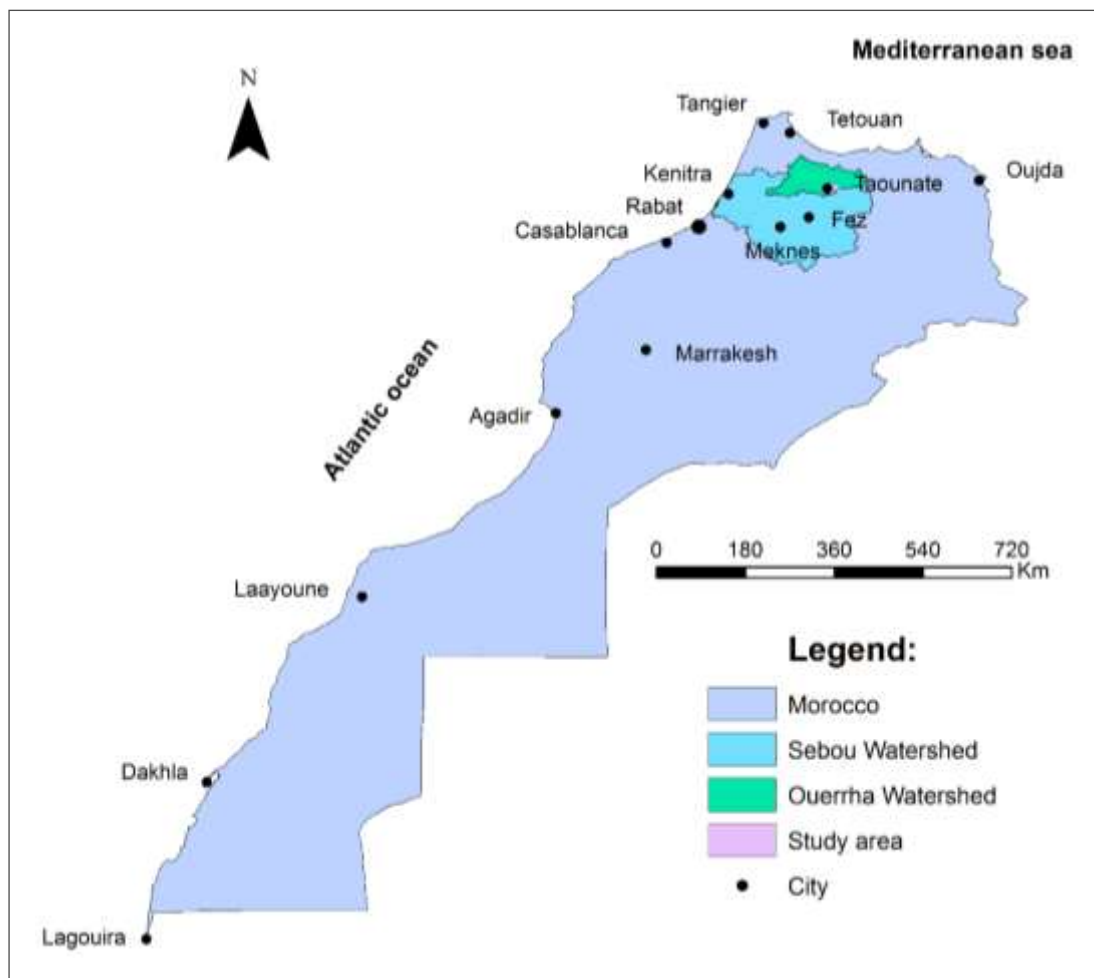 Mediterranean sea
N
Tangier
Tetouan
Kenitra
Taounate
Oujda
Rabat
Casablanca
Fez
Meknes
Marrakesh
Atlantic ocean
Agadir
0 180 360 540 720
Km
Laayoune
Legend:
Morocco
Sebou Watershed
Dakhla
Ouerrha Watershed
Study area
City
Lagouira